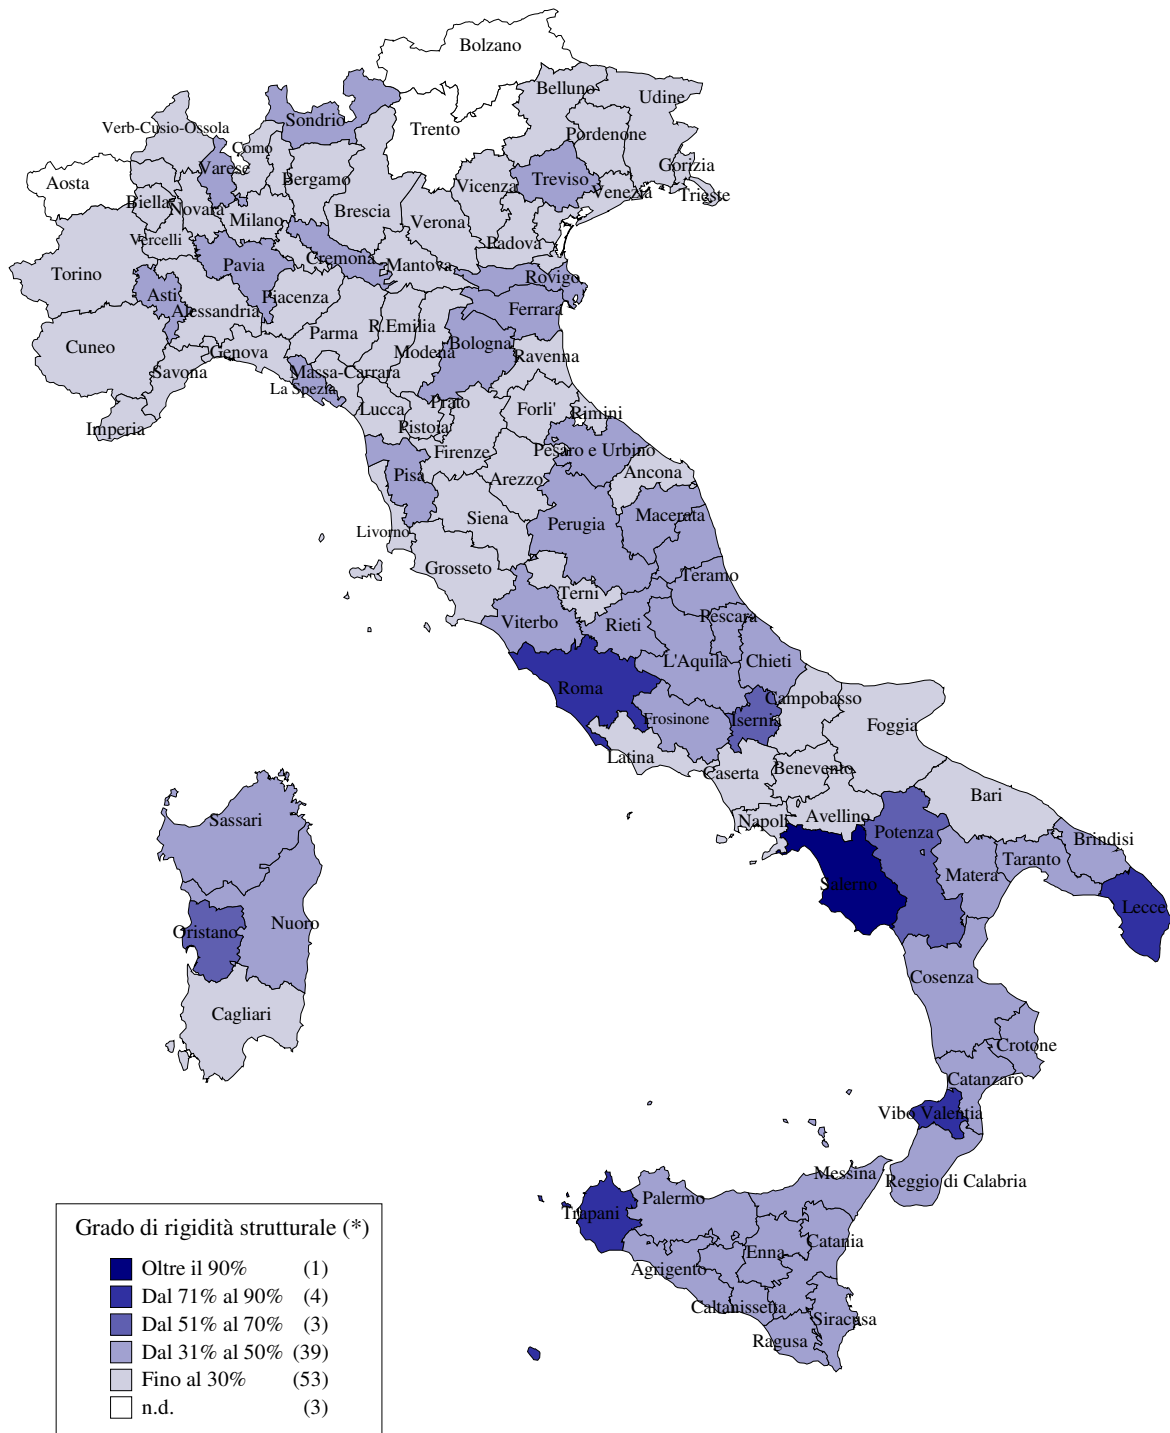 Bolzano
Belluno
Udine
Sondrio
Verb-Cusio-Ossola
Trento
Pordenone
Como
Gorizia
Varese
Bergamo
Aosta
Vicenza
Treviso
Venezia
Trieste
Biella
Novara
Brescia
Milano
Verona
Vercelli
Padova
Cremona
Pavia
Mantova
Torino
Rovigo
Asti
Piacenza
Alessandria
Ferrara
R.Emilia
Parma
Bologna
Cuneo
Genova
Modena
Ravenna
Savona
Massa-Carrara
La Spezia
Prato
Lucca
Forli'
Rimini
Imperia
Pistoia
Firenze
Pesaro e Urbino
Ancona
Pisa
Arezzo
Siena
Macerata
Perugia
Livorno
Grosseto
Teramo
Terni
Pescara
Viterbo
Rieti
L'Aquila
Chieti
Roma
Campobasso
Frosinone
Isernia
Foggia
Latina
Caserta
Benevento
Bari
Napoli
Avellino
Sassari
Potenza
Brindisi
Taranto
Matera
Salerno
Lecce
Nuoro
Oristano
Cosenza
Cagliari
Crotone
Catanzaro
Vibo Valentia
Messina
Reggio di Calabria
Palermo
Trapani
Catania
Enna
Agrigento
Caltanissetta
Siracusa
Ragusa
Grado di rigidità strutturale (*)
Oltre il 90% (1)
Dal 71% al 90% (4)
Dal 51% al 70% (3)
Dal 31% al 50% (39)
Fino al 30% (53)
n.d. (3)